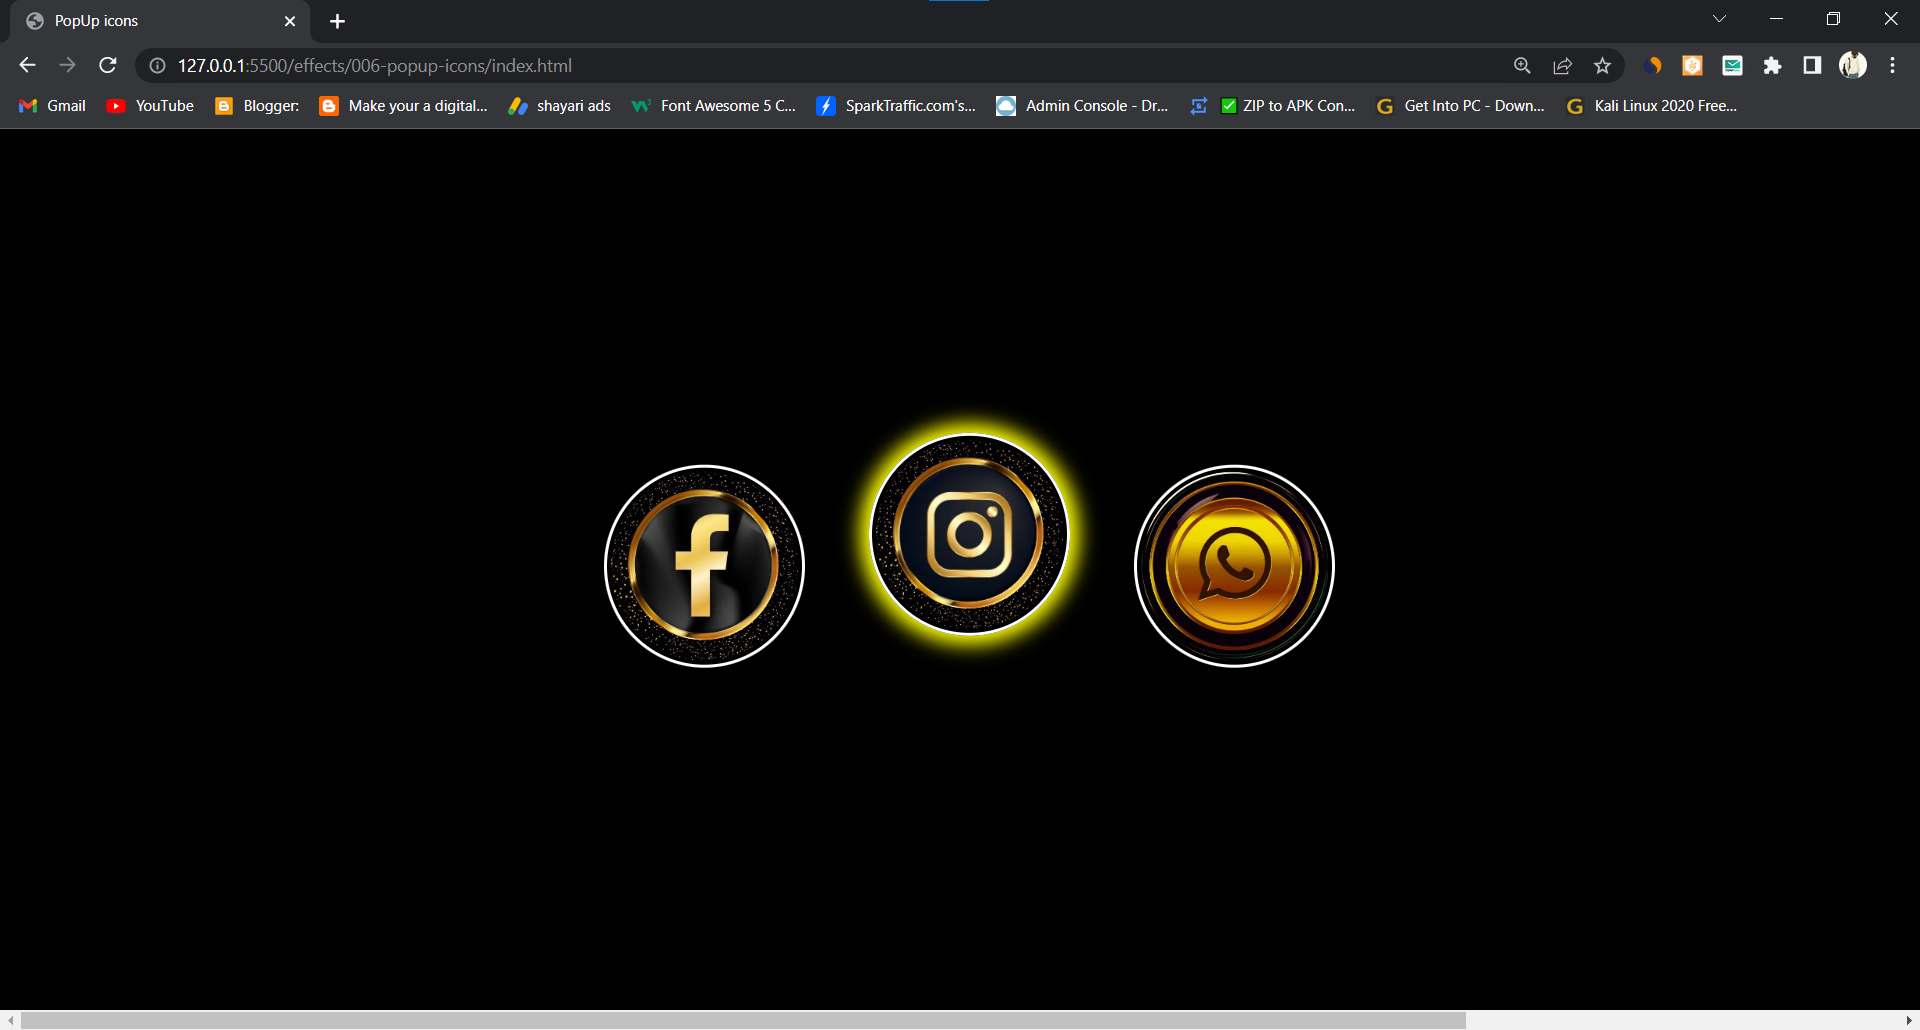 PopUp icons
127.0.0.1:5500/effects/006-popup-icons/index.html
Gmail YouTube Blogger: Make your a digital... shayari ads Font Awesome 5 C... SparkTraffic.com's... Admin Console - Dr... ZIP to APK Con... Get Into PC - Down... Kali Linux 2020 Free...